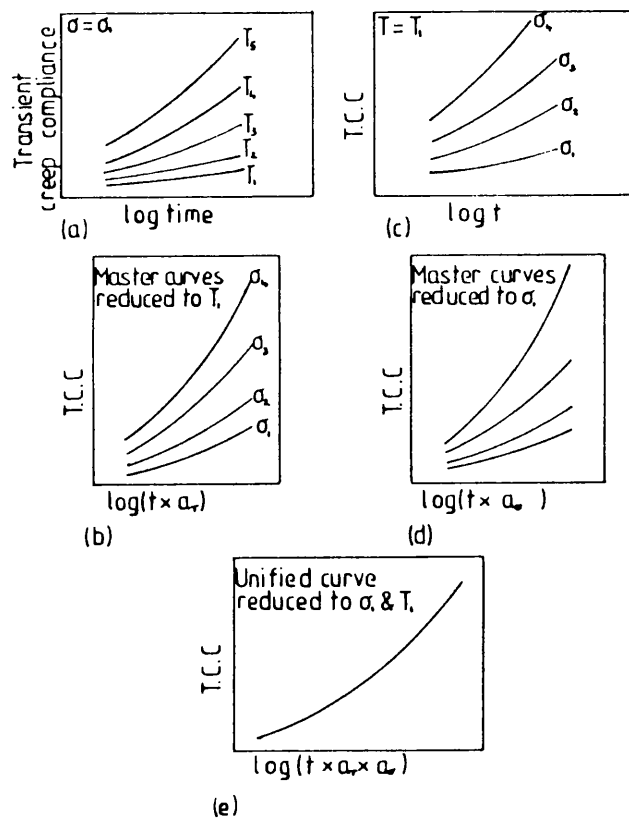 σ = σ₁
T₅
T₄
T₃
T₂
T₁
Transient
creep compliance
log time
(a)
T = T₁
σ₄
σ₃
σ₂
σ₁
T.C.C
log t
(c)
Master curves
reduced to T₁
σ₄
σ₃
σ₂
σ₁
T.C.C
log(t × a_T)
(b)
Master curves
reduced to σ₁
T.C.C
log(t × a_σ )
(d)
Unified curve
reduced to σ₁ & T₁
T.C.C
log(t × a_T × a_σ)
(e)